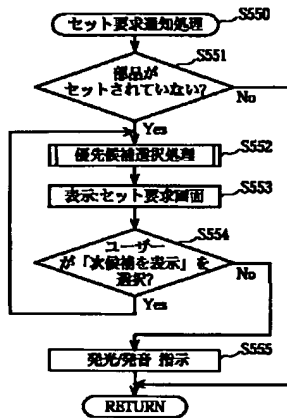 セット要求通知処理
S550
S551
部品が
セットされていない?
No
Yes
優先候補選択処理
S552
表示:セット要求画面
S553
S554
ユーザー
が「次候補を表示」を
選択?
No
Yes
発光/発音 指示
S555
RETURN